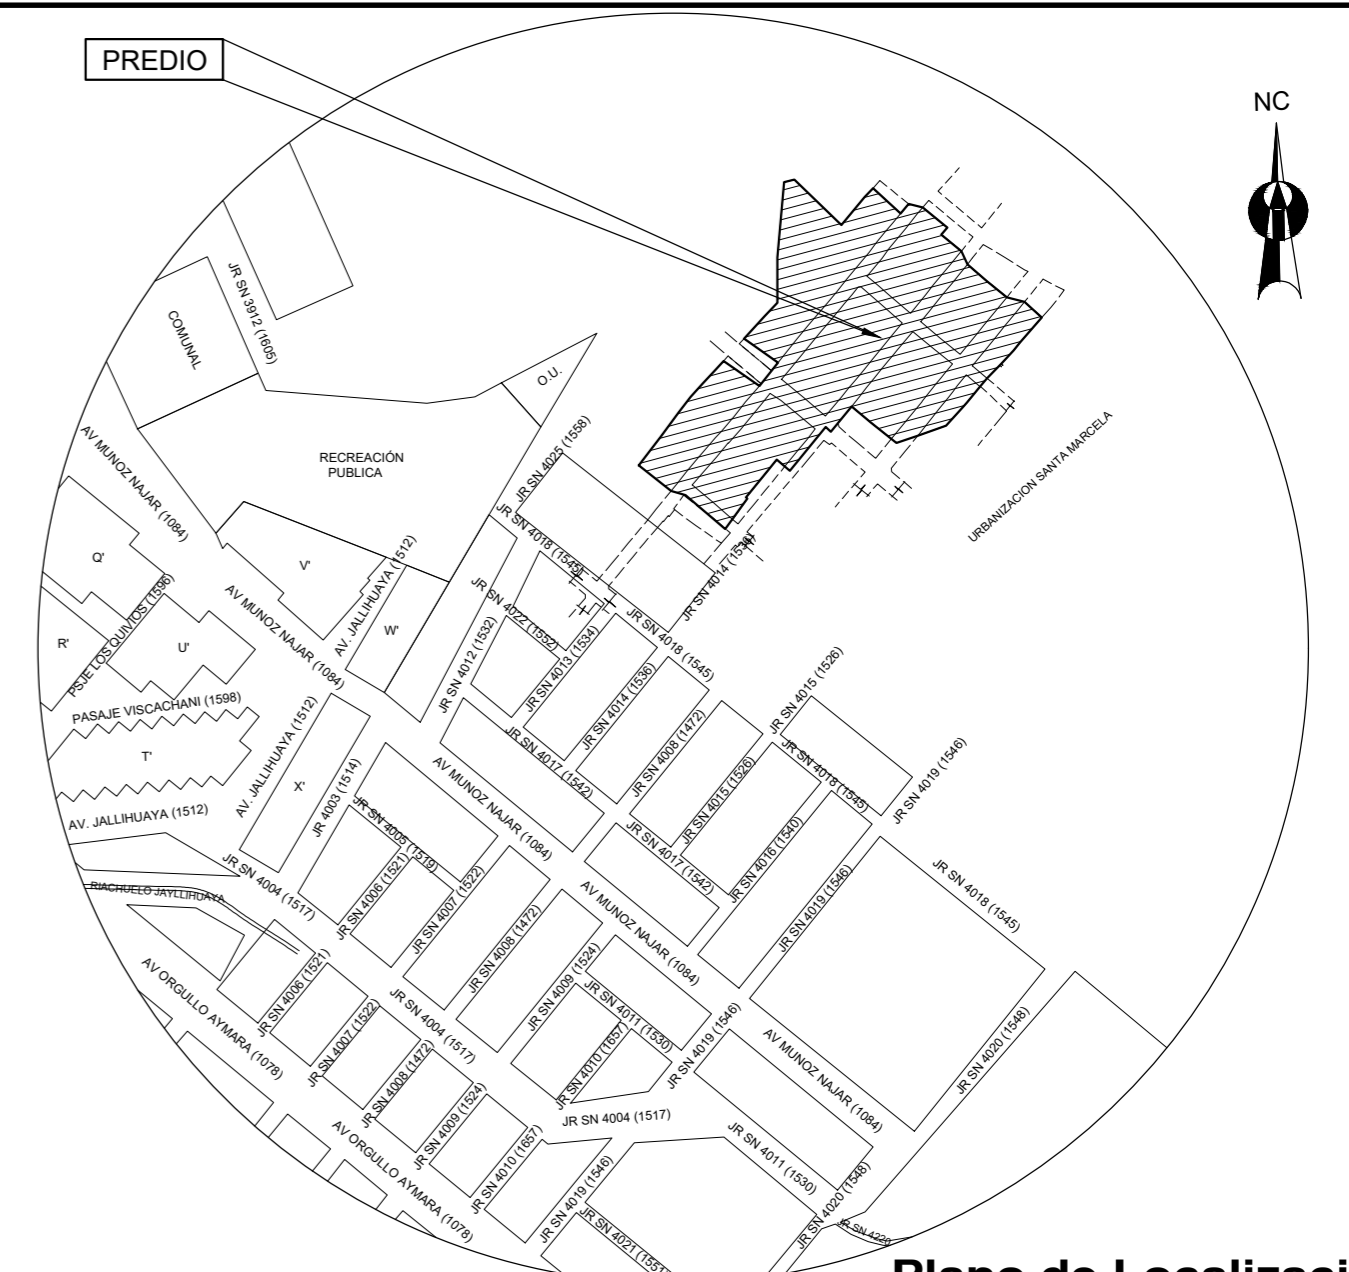 PREDIO
NC
JR SN 3912 (1605)
COMUNAL
O.U.
AV MUNOZ NAJAR (1084)
RECREACIÓN
PUBLICA
JR SN 4025 (1558)
URBANIZACION SANTA MARCELA
JR SN 4018 (1545)
JR SN 4014 (1536)
Q'
V'
AV. JALLIHUAYA (1512)
W'
R'
PSJE LOS QUIVIOS (1596)
U'
AV MUNOZ NAJAR (1084)
JR SN 4022 (1552)
JR SN 4012 (1532)
JR SN 4013 (1534)
JR SN 4018 (1545)
JR SN 4014 (1536)
PASAJE VISCACHANI (1598)
T'
AV. JALLIHUAYA (1512)
X'
JR 4003 (1514)
JR SN 4017 (1542)
JR SN 4008 (1472)
JR SN 4015 (1526)
JR SN 4015 (1526)
JR SN 4018 (1545)
JR SN 4019 (1546)
AV. JALLIHUAYA (1512)
AV MUNOZ NAJAR (1084)
JR SN 4005 (1519)
JR SN 4004 (1517)
JR SN 4006 (1521)
JR SN 4007 (1522)
JR SN 4017 (1542)
JR SN 4016 (1540)
JR SN 4018 (1545)
RIACHUELO JAYLLIHUAYA
JR SN 4008 (1472)
AV MUNOZ NAJAR (1084)
JR SN 4019 (1546)
AV ORGULLO AYMARA (1078)
JR SN 4006 (1521)
JR SN 4007 (1522)
JR SN 4004 (1517)
JR SN 4009 (1524)
JR SN 4011 (1530)
JR SN 4010 (1657)
JR SN 4019 (1546)
AV MUNOZ NAJAR (1084)
JR SN 4020 (1548)
JR SN 4008 (1472)
JR SN 4009 (1524)
JR SN 4004 (1517)
AV ORGULLO AYMARA (1078)
JR SN 4010 (1657)
JR SN 4019 (1546)
JR SN 4011 (1530)
JR SN 4020 (1548)
JR SN 4021 (1551)
JR SN 4226
Plano de Localizaci